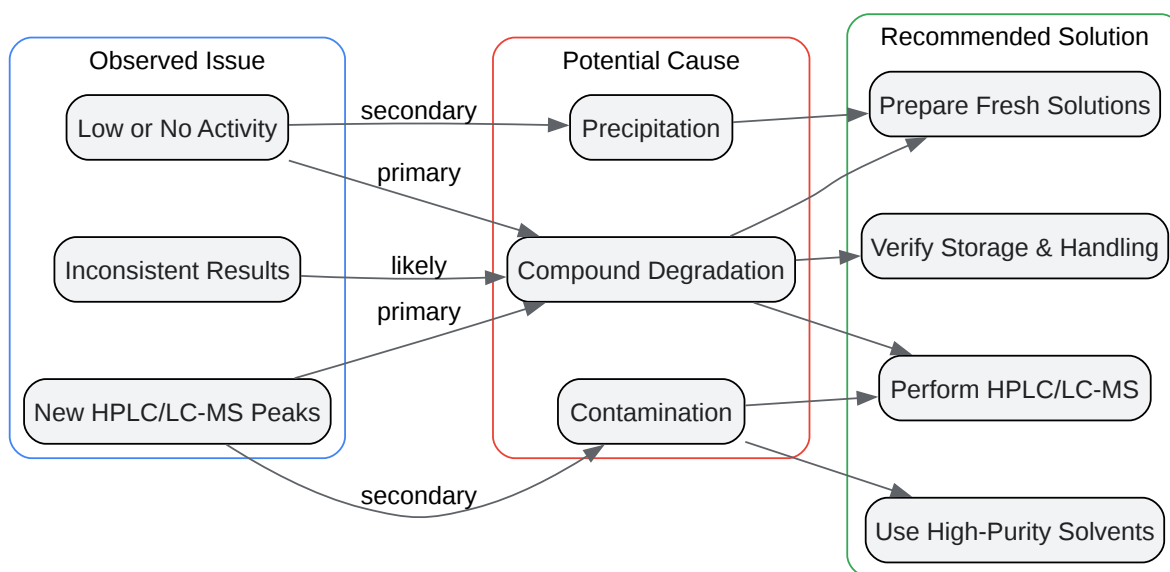 Observed Issue
Low or No Activity
Inconsistent Results
New HPLC/LC-MS Peaks
secondary
primary
likely
primary
secondary
Potential Cause
Precipitation
Compound Degradation
Contamination
Recommended Solution
Prepare Fresh Solutions
Verify Storage & Handling
Perform HPLC/LC-MS
Use High-Purity Solvents